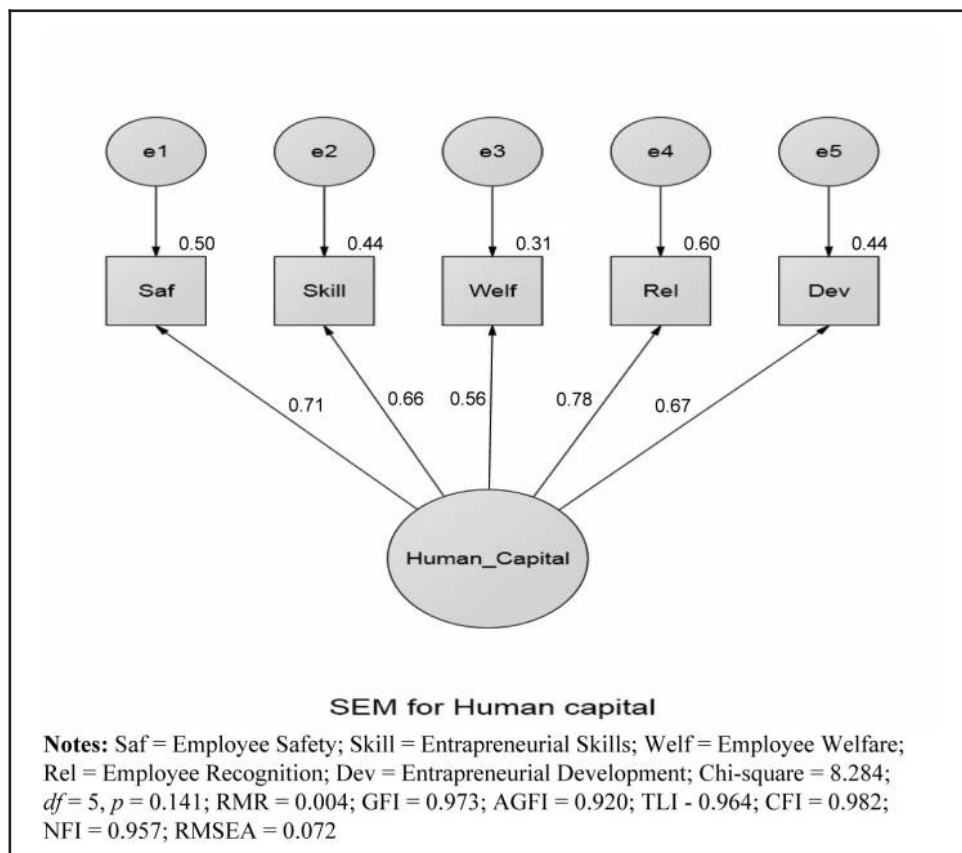 e1 e2 e3 e4 e5
0.50 0.44 0.31 0.60 0.44
Saf Skill Welf Rel Dev
0.71 0.66 0.56 0.78 0.67
Human_Capital
SEM for Human capital
Notes: Saf = Employee Safety; Skill = Entrepreneurial Skills; Welf = Employee Welfare;
Rel = Employee Recognition; Dev = Entrepreneurial Development; Chi-square = 8.284;
df = 5, p = 0.141; RMR = 0.004; GFI = 0.973; AGFI = 0.920; TLI - 0.964; CFI = 0.982;
NFI = 0.957; RMSEA = 0.072